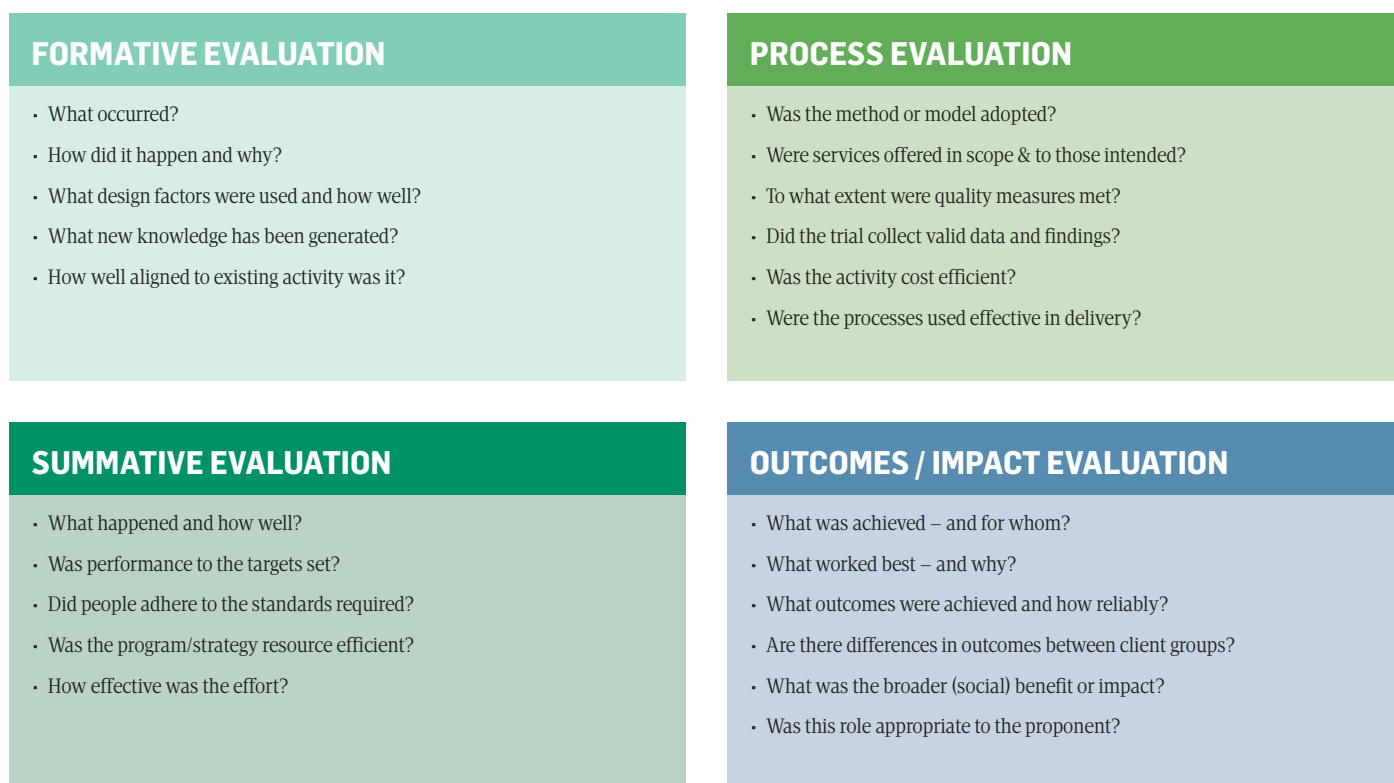 FORMATIVE EVALUATION
· What occurred?
· How did it happen and why?
· What design factors were used and how well?
· What new knowledge has been generated?
· How well aligned to existing activity was it?
PROCESS EVALUATION
· Was the method or model adopted?
· Were services offered in scope & to those intended?
· To what extent were quality measures met?
· Did the trial collect valid data and findings?
· Was the activity cost efficient?
· Were the processes used effective in delivery?
SUMMATIVE EVALUATION
· What happened and how well?
· Was performance to the targets set?
· Did people adhere to the standards required?
· Was the program/strategy resource efficient?
· How effective was the effort?
OUTCOMES / IMPACT EVALUATION
· What was achieved – and for whom?
· What worked best – and why?
· What outcomes were achieved and how reliably?
· Are there differences in outcomes between client groups?
· What was the broader (social) benefit or impact?
· Was this role appropriate to the proponent?